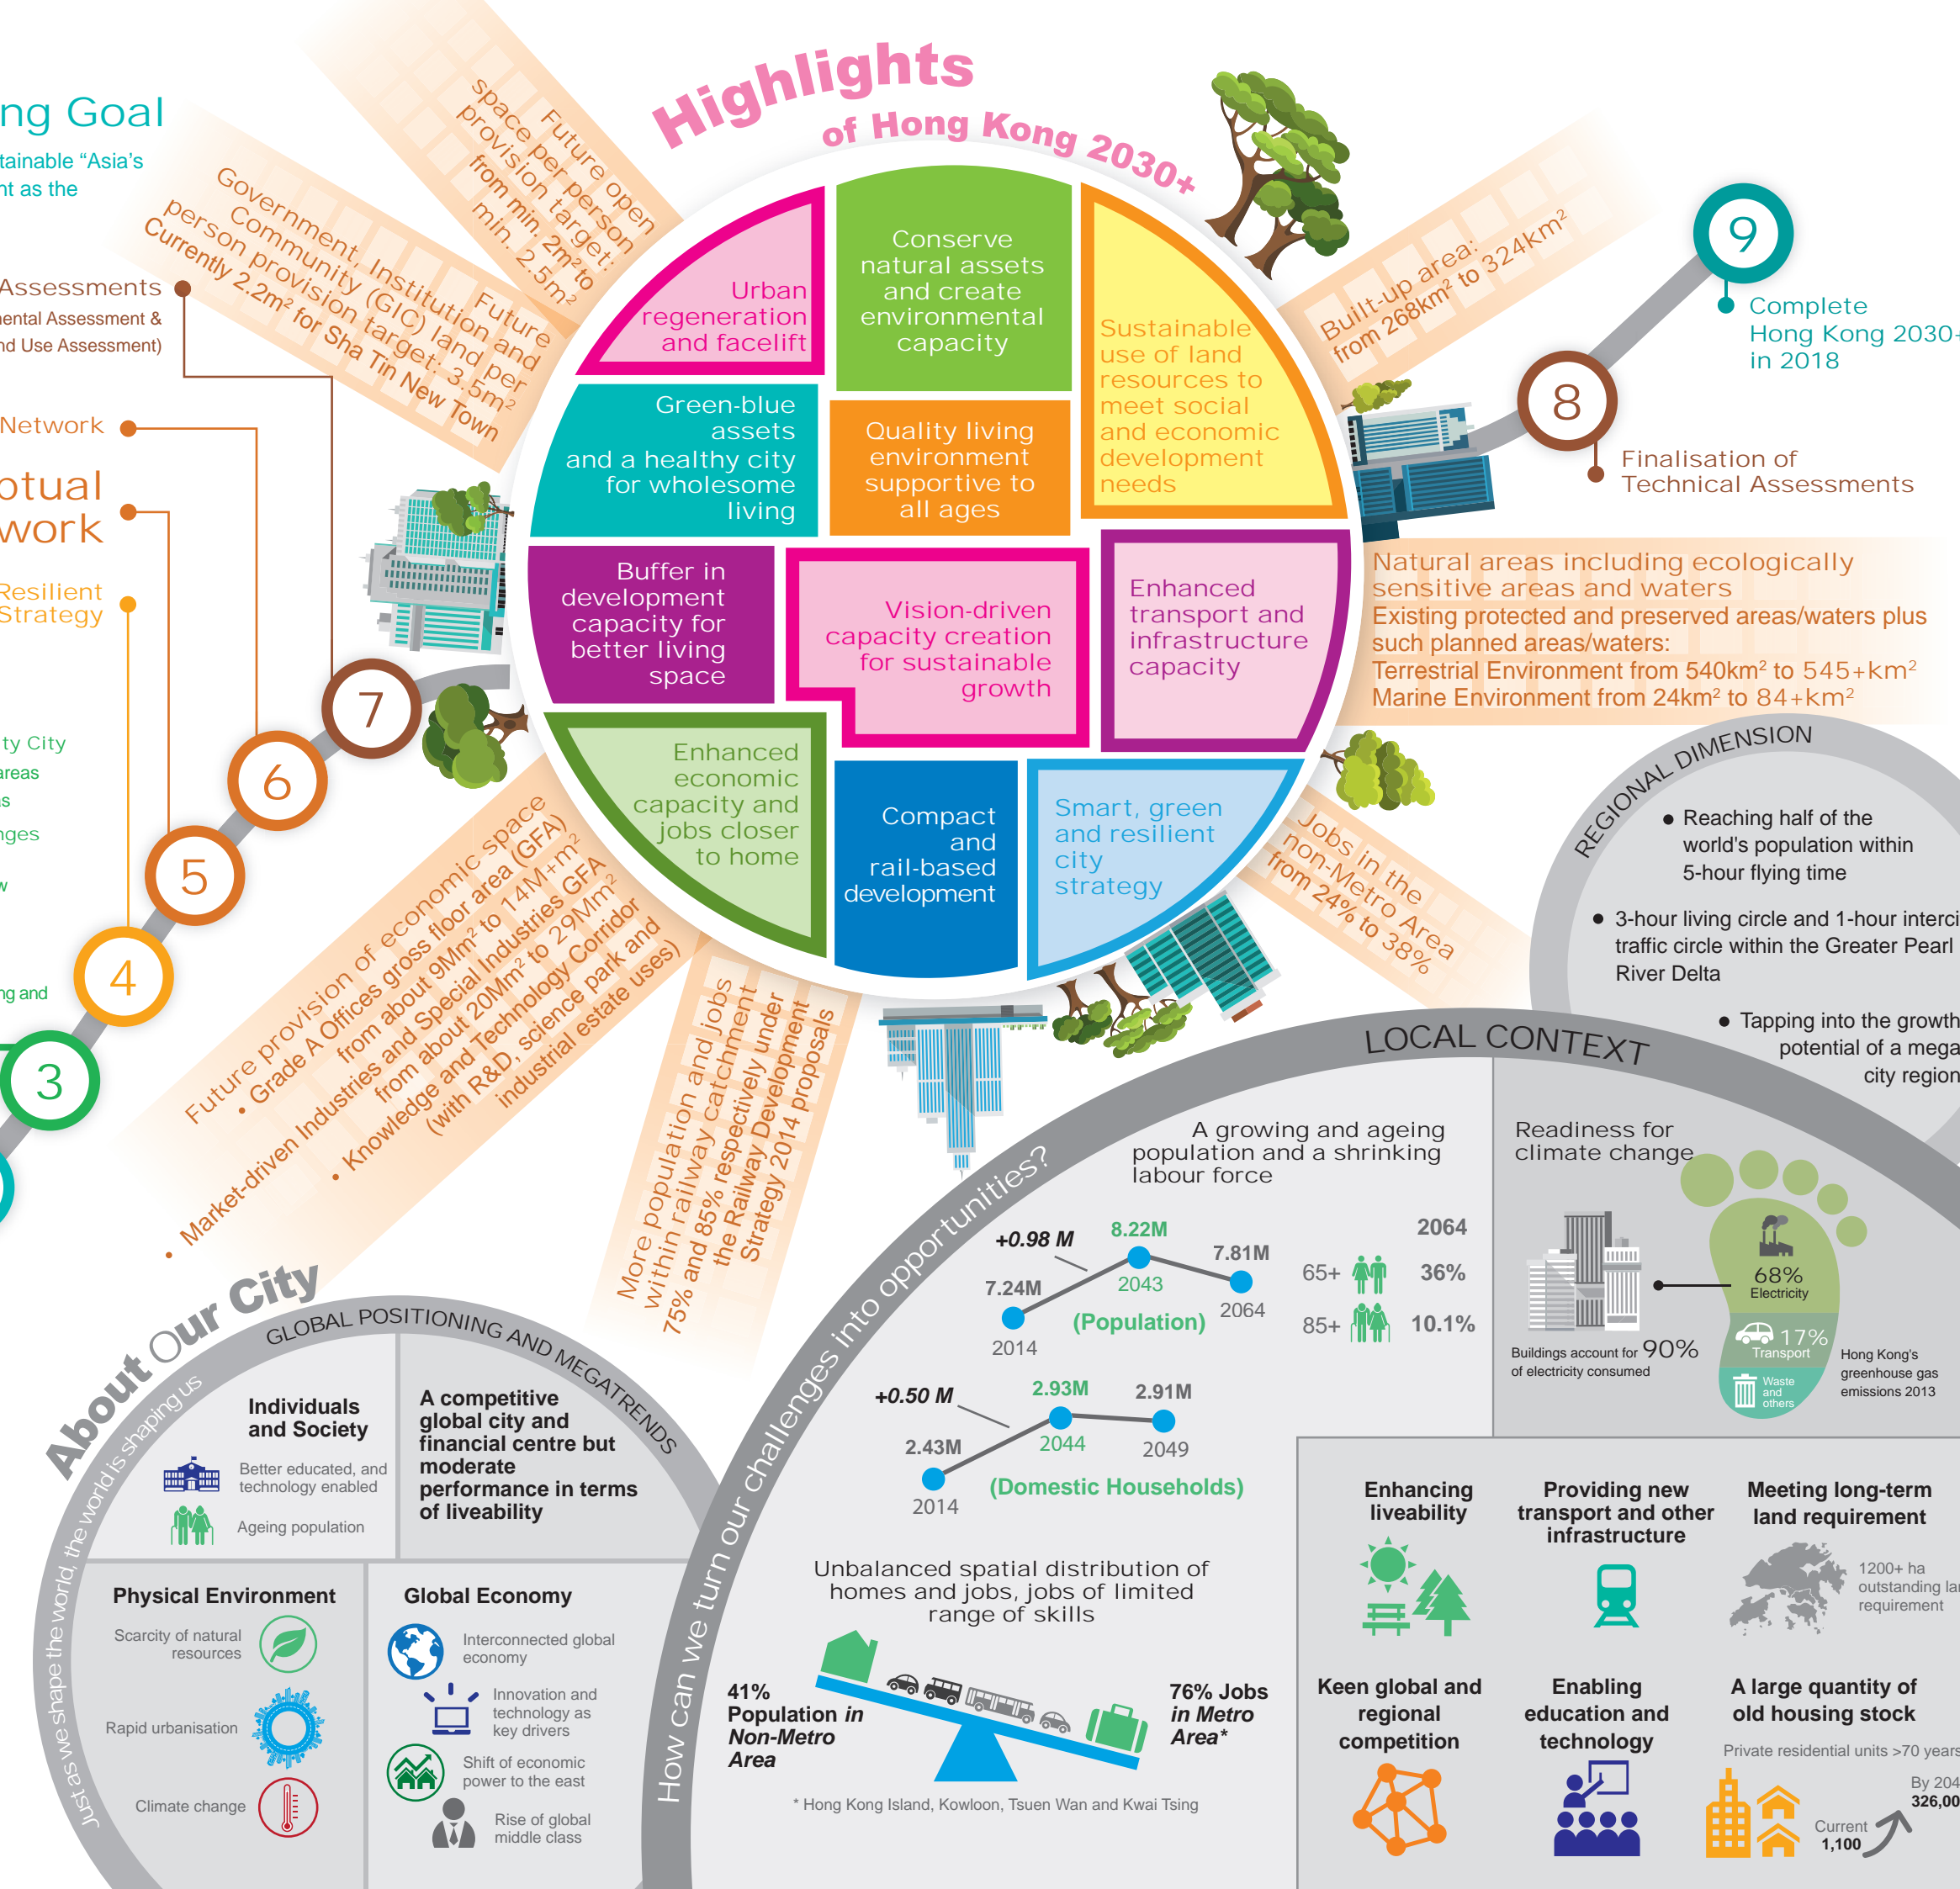 Highlights
of Hong Kong 2030+
ng Goal
tainable “Asia’s
nt as the
Assessments
mental Assessment &
nd Use Assessment)
Network
ptual
work
Resilient
Strategy
ty City
areas
as
nges
w
ng and
3
4
5
6
7
8
9
Complete
Hong Kong 2030+
in 2018
Finalisation of
Technical Assessments
Future open
space per person
provision target:
from min. 2m² to
min. 2.5m²
Future
Government, Institution and
Community (GIC) land per
person provision target: 3.5m²
Currently 2.2m² for Sha Tin New Town
Built-up area:
from 268km² to 324km²
Urban
regeneration
and facelift
Conserve
natural assets
and create
environmental
capacity
Sustainable
use of land
resources to
meet social
and economic
development
needs
Green-blue
assets
and a healthy city
for wholesome
living
Quality living
environment
supportive to
all ages
Buffer in
development
capacity for
better living
space
Vision-driven
capacity creation
for sustainable
growth
Enhanced
transport and
infrastructure
capacity
Enhanced
economic
capacity and
jobs closer
to home
Compact
and
rail-based
development
Smart, green
and resilient
city
strategy
Natural areas including ecologically
sensitive areas and waters
Existing protected and preserved areas/waters plus
such planned areas/waters:
Terrestrial Environment from 540km² to 545+km²
Marine Environment from 24km² to 84+km²
Jobs in the
non-Metro Area
from 24% to 38%
Future provision of economic space
• Grade A Offices gross floor area (GFA)
from about 9Mm² to 14M+m²
• Market-driven Industries and Special Industries GFA
from about 20Mm² to 29Mm²
• Knowledge and Technology Corridor
(with R&D, science park and
industrial estate uses)
More population and jobs
within railway catchment
75% and 85% respectively under
the Railway Development
Strategy 2014 proposals
REGIONAL DIMENSION
● Reaching half of the
world's population within
5-hour flying time
● 3-hour living circle and 1-hour interci
traffic circle within the Greater Pearl
River Delta
● Tapping into the growth
potential of a mega
city region
About Our City
GLOBAL POSITIONING AND MEGATRENDS
Just as we shape the world, the world is shaping us
Individuals
and Society
Better educated, and
technology enabled
Ageing population
A competitive
global city and
financial centre but
moderate
performance in terms
of liveability
Physical Environment
Scarcity of natural
resources
Rapid urbanisation
Climate change
Global Economy
Interconnected global
economy
Innovation and
technology as
key drivers
Shift of economic
power to the east
Rise of global
middle class
LOCAL CONTEXT
How can we turn our challenges into opportunities?
A growing and ageing
population and a shrinking
labour force
+0.98 M
7.24M
8.22M
7.81M
2014
2043
2064
(Population)
2064
65+ 36%
85+ 10.1%
+0.50 M
2.43M
2.93M
2.91M
2014
2044
2049
(Domestic Households)
Unbalanced spatial distribution of
homes and jobs, jobs of limited
range of skills
41%
Population in
Non-Metro
Area
76% Jobs
in Metro
Area*
* Hong Kong Island, Kowloon, Tsuen Wan and Kwai Tsing
Readiness for
climate change
68%
Electricity
17%
Transport
Waste
and
others
Buildings account for 90%
of electricity consumed
Hong Kong's
greenhouse gas
emissions 2013
Enhancing
liveability
Providing new
transport and other
infrastructure
Meeting long-term
land requirement
1200+ ha
outstanding lan
requirement
Keen global and
regional
competition
Enabling
education and
technology
A large quantity of
old housing stock
Private residential units >70 years
Current
1,100
By 204
326,00